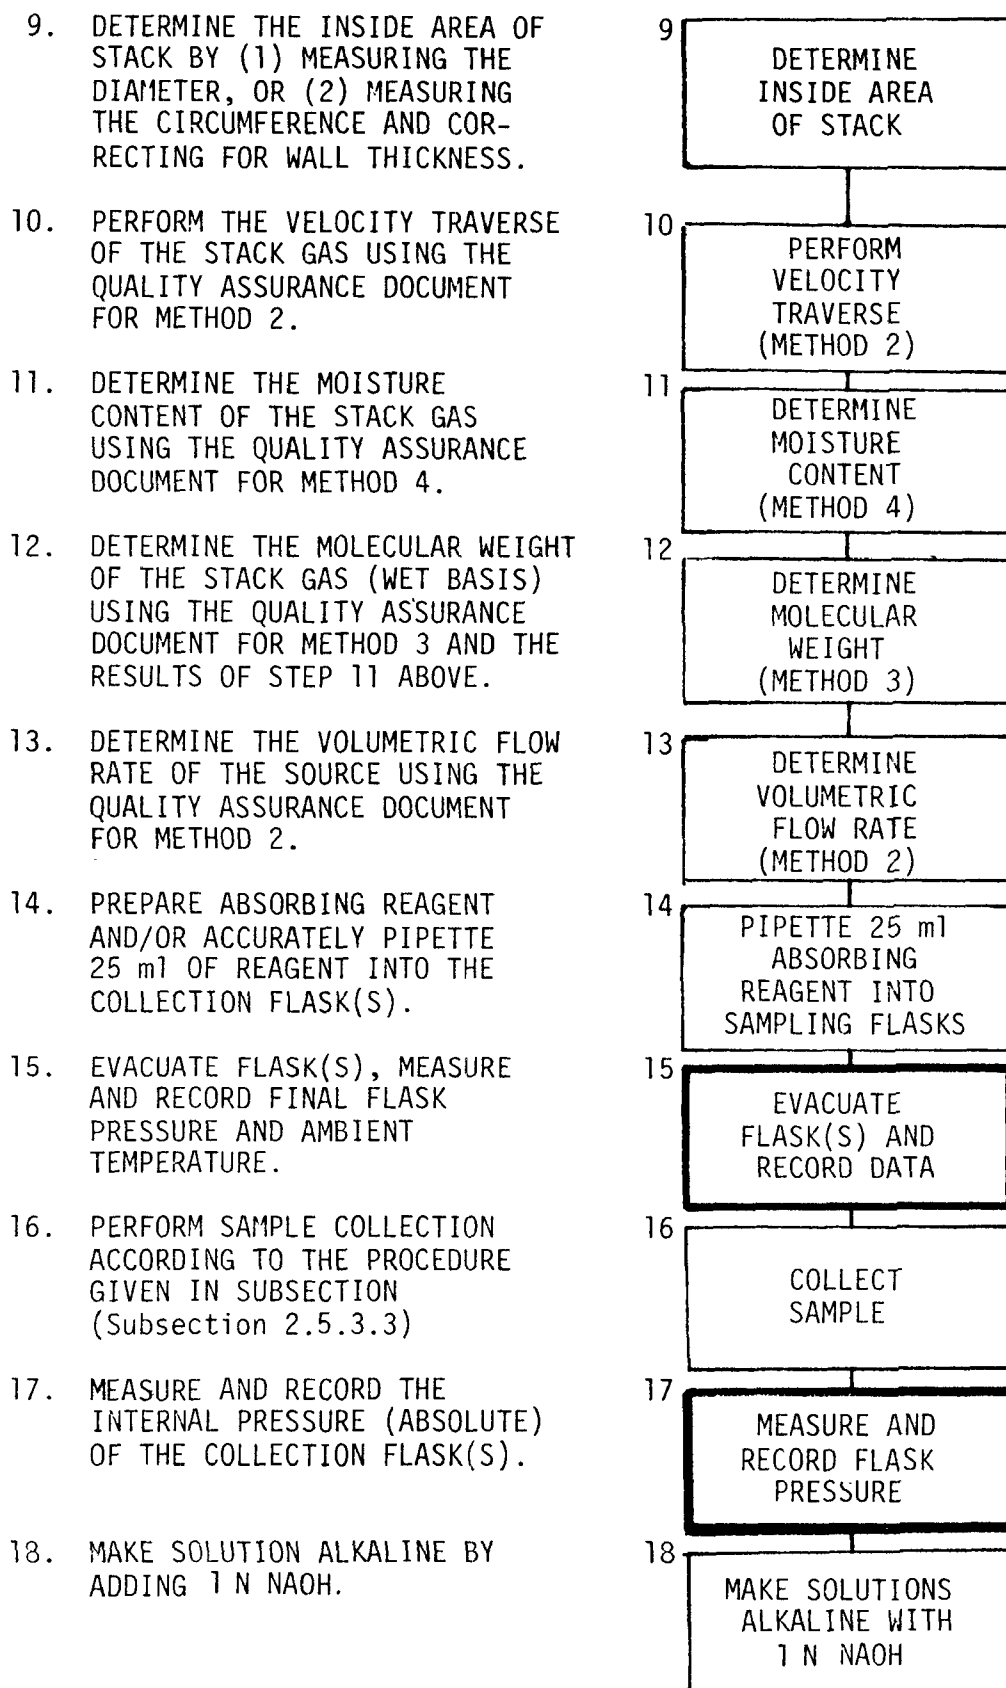 9. DETERMINE THE INSIDE AREA OF
STACK BY (1) MEASURING THE
DIAMETER, OR (2) MEASURING
THE CIRCUMFERENCE AND COR-
RECTING FOR WALL THICKNESS.
10. PERFORM THE VELOCITY TRAVERSE
OF THE STACK GAS USING THE
QUALITY ASSURANCE DOCUMENT
FOR METHOD 2.
11. DETERMINE THE MOISTURE
CONTENT OF THE STACK GAS
USING THE QUALITY ASSURANCE
DOCUMENT FOR METHOD 4.
12. DETERMINE THE MOLECULAR WEIGHT
OF THE STACK GAS (WET BASIS)
USING THE QUALITY ASSURANCE
DOCUMENT FOR METHOD 3 AND THE
RESULTS OF STEP 11 ABOVE.
13. DETERMINE THE VOLUMETRIC FLOW
RATE OF THE SOURCE USING THE
QUALITY ASSURANCE DOCUMENT
FOR METHOD 2.
14. PREPARE ABSORBING REAGENT
AND/OR ACCURATELY PIPETTE
25 ml OF REAGENT INTO THE
COLLECTION FLASK(S).
15. EVACUATE FLASK(S), MEASURE
AND RECORD FINAL FLASK
PRESSURE AND AMBIENT
TEMPERATURE.
16. PERFORM SAMPLE COLLECTION
ACCORDING TO THE PROCEDURE
GIVEN IN SUBSECTION
(Subsection 2.5.3.3)
17. MEASURE AND RECORD THE
INTERNAL PRESSURE (ABSOLUTE)
OF THE COLLECTION FLASK(S).
18. MAKE SOLUTION ALKALINE BY
ADDING 1 N NAOH.
9
DETERMINE
INSIDE AREA
OF STACK
10
PERFORM
VELOCITY
TRAVERSE
(METHOD 2)
11
DETERMINE
MOISTURE
CONTENT
(METHOD 4)
12
DETERMINE
MOLECULAR
WEIGHT
(METHOD 3)
13
DETERMINE
VOLUMETRIC
FLOW RATE
(METHOD 2)
14
PIPETTE 25 ml
ABSORBING
REAGENT INTO
SAMPLING FLASKS
15
EVACUATE
FLASK(S) AND
RECORD DATA
16
COLLECT
SAMPLE
17
MEASURE AND
RECORD FLASK
PRESSURE
18
MAKE SOLUTIONS
ALKALINE WITH
1 N NAOH